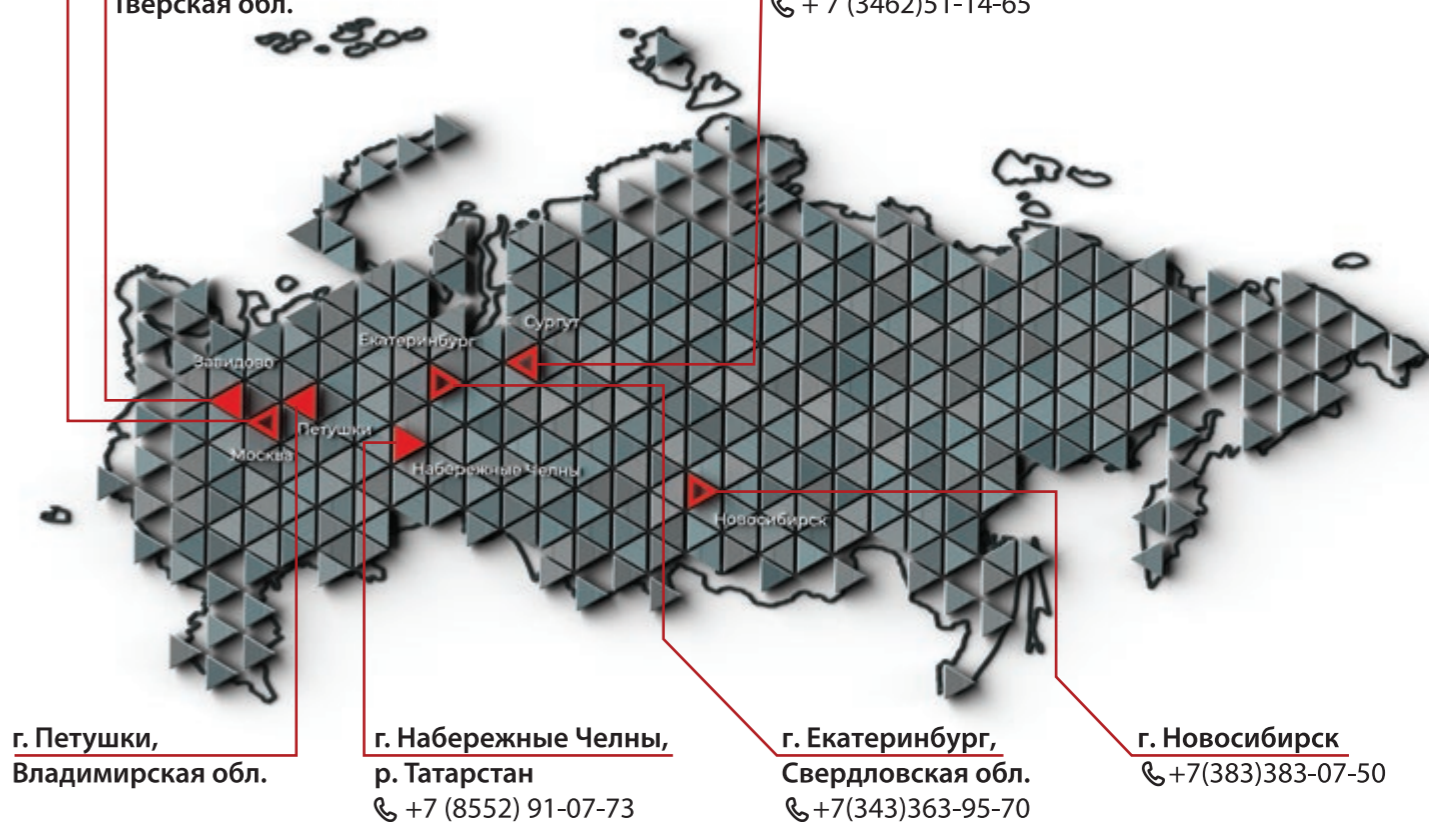 Тверская обл.
+ 7 (3462)51-14-65
Сургут
Екатеринбург
Завидово
Петушки
Москва
Набережные Челны
Новосибирск
г. Петушки,
Владимирская обл.
г. Набережные Челны,
р. Татарстан
+7 (8552) 91-07-73
г. Екатеринбург,
Свердловская обл.
+7(343)363-95-70
г. Новосибирск
+7(383)383-07-50